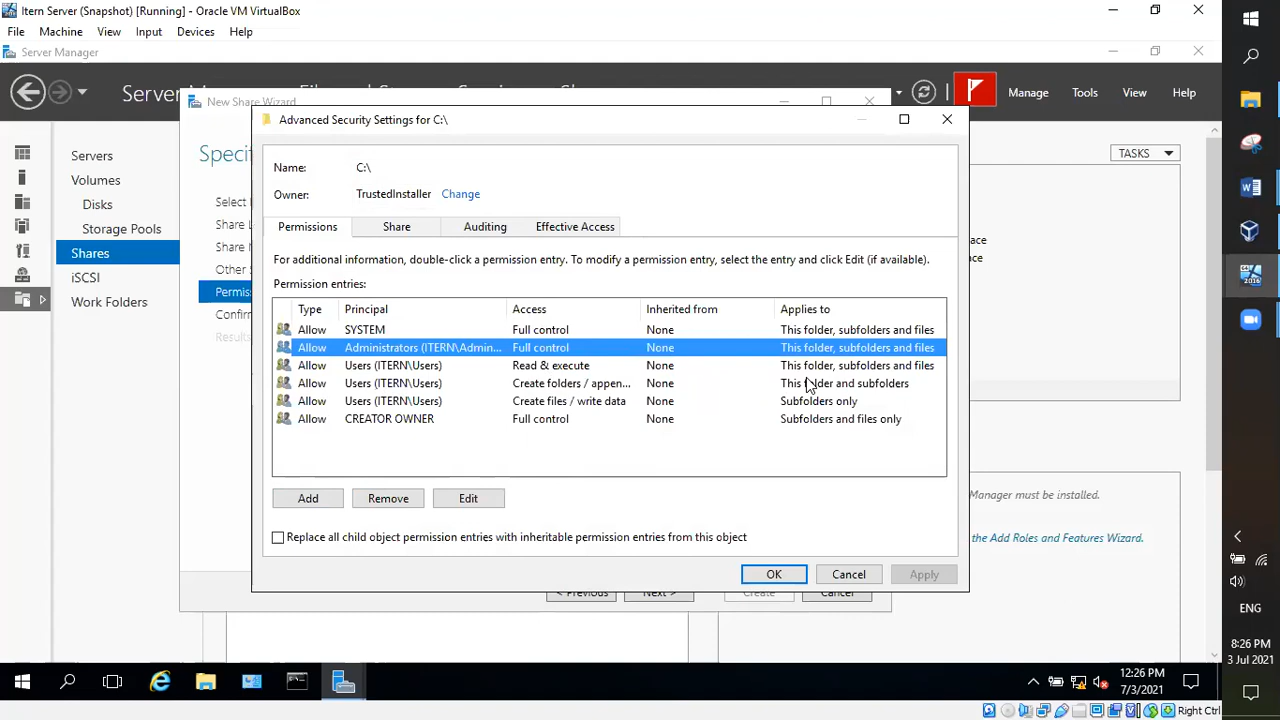 Itern Server (Snapshot) [Running] - Oracle VM VirtualBox
File Machine View Input Devices Help
Server Manager
Manage Tools View Help
New Share Wizard
Advanced Security Settings for C:\
Servers
Volumes
Disks
Storage Pools
Shares
iSCSI
Work Folders
TASKS
Name: C:\
Owner: TrustedInstaller Change
Permissions Share Auditing Effective Access
For additional information, double-click a permission entry. To modify a permission entry, select the entry and click Edit (if available).
Permission entries:
Type Principal Access Inherited from Applies to
Allow SYSTEM Full control None This folder, subfolders and files
Allow Administrators (ITERN\Admin... Full control None This folder, subfolders and files
Allow Users (ITERN\Users) Read & execute None This folder, subfolders and files
Allow Users (ITERN\Users) Create folders / appen... None This folder and subfolders
Allow Users (ITERN\Users) Create files / write data None Subfolders only
Allow CREATOR OWNER Full control None Subfolders and files only
Add Remove Edit
Manager must be installed.
the Add Roles and Features Wizard.
Replace all child object permission entries with inheritable permission entries from this object
OK Cancel Apply
< Previous Next > Create Cancel
ENG
8:26 PM
3 Jul 2021
12:26 PM
7/3/2021
Right Ctrl